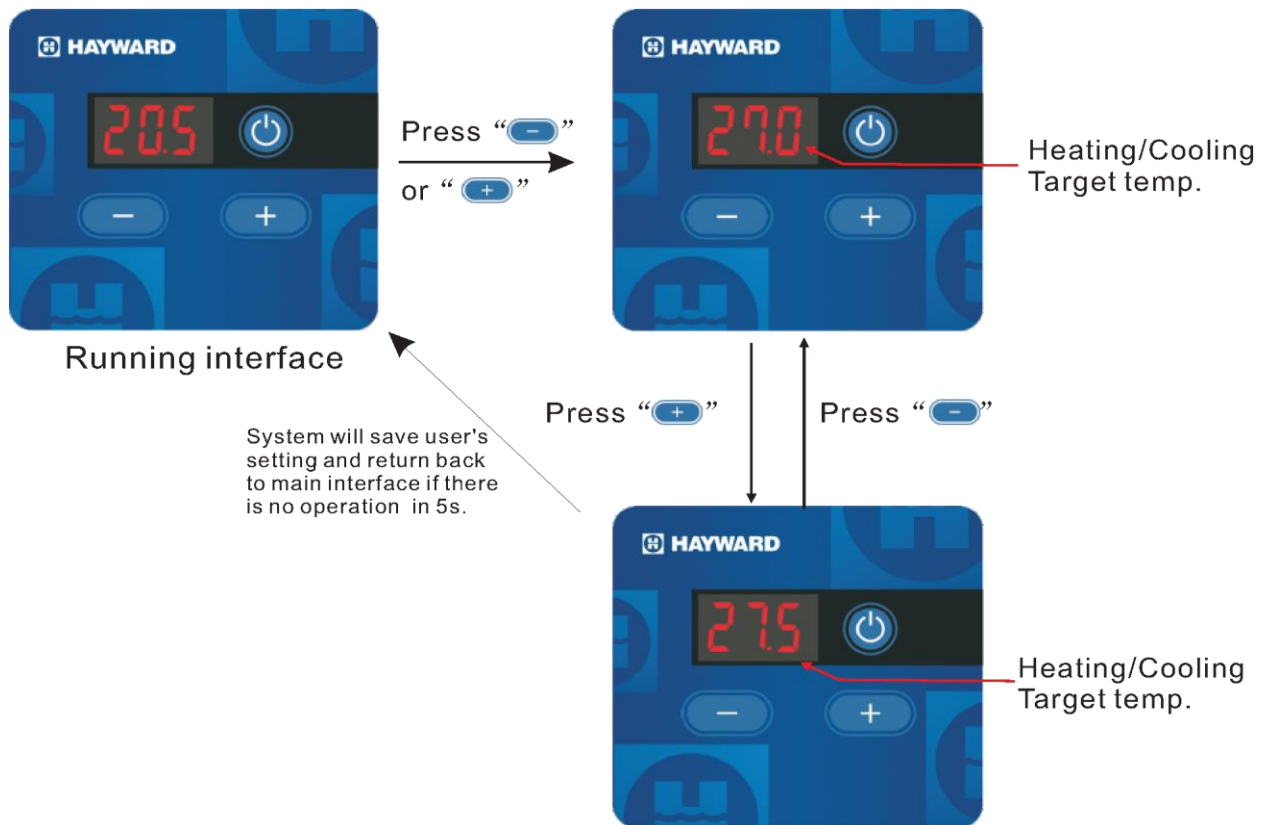 HAYWARD
20.5
−
+
Running interface
Press “ − ”
or “ + ”
HAYWARD
27.0
−
+
Heating/Cooling
Target temp.
Press “ + ”
Press “ − ”
System will save user's
setting and return back
to main interface if there
is no operation in 5s.
HAYWARD
27.5
−
+
Heating/Cooling
Target temp.